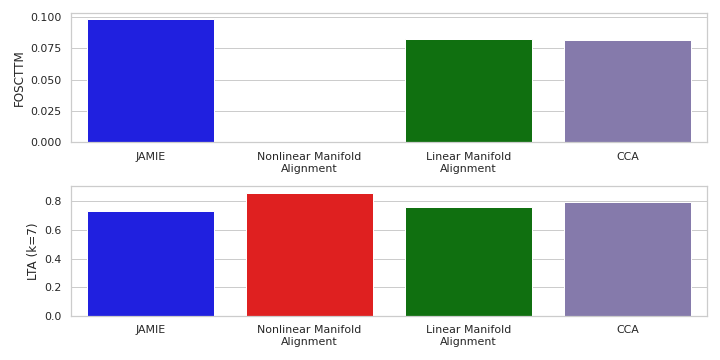 FOSCTTM
0.100
0.075
0.050
0.025
0.000
JAMIE
Nonlinear Manifold
Alignment
Linear Manifold
Alignment
CCA
LTA (k=7)
0.8
0.6
0.4
0.2
0.0
JAMIE
Nonlinear Manifold
Alignment
Linear Manifold
Alignment
CCA